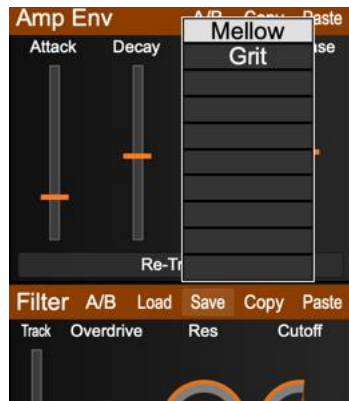 Amp Env A/B Copy Paste
Mellow
Attack Decay
Grit
Re-Tr
Filter A/B Load Save Copy Paste
Track Overdrive Res Cutoff